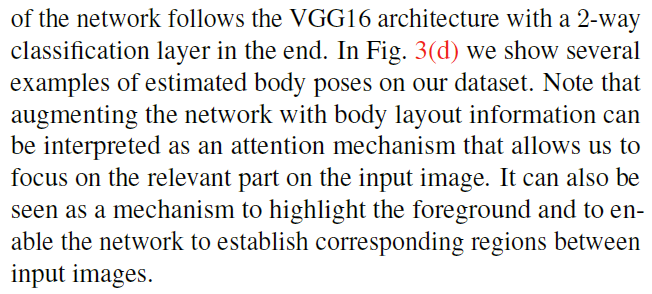 of the network follows the VGG16 architecture with a 2-way
classification layer in the end. In Fig. 3(d) we show several
examples of estimated body poses on our dataset. Note that
augmenting the network with body layout information can
be interpreted as an attention mechanism that allows us to
focus on the relevant part on the input image. It can also be
seen as a mechanism to highlight the foreground and to en-
able the network to establish corresponding regions between
input images.